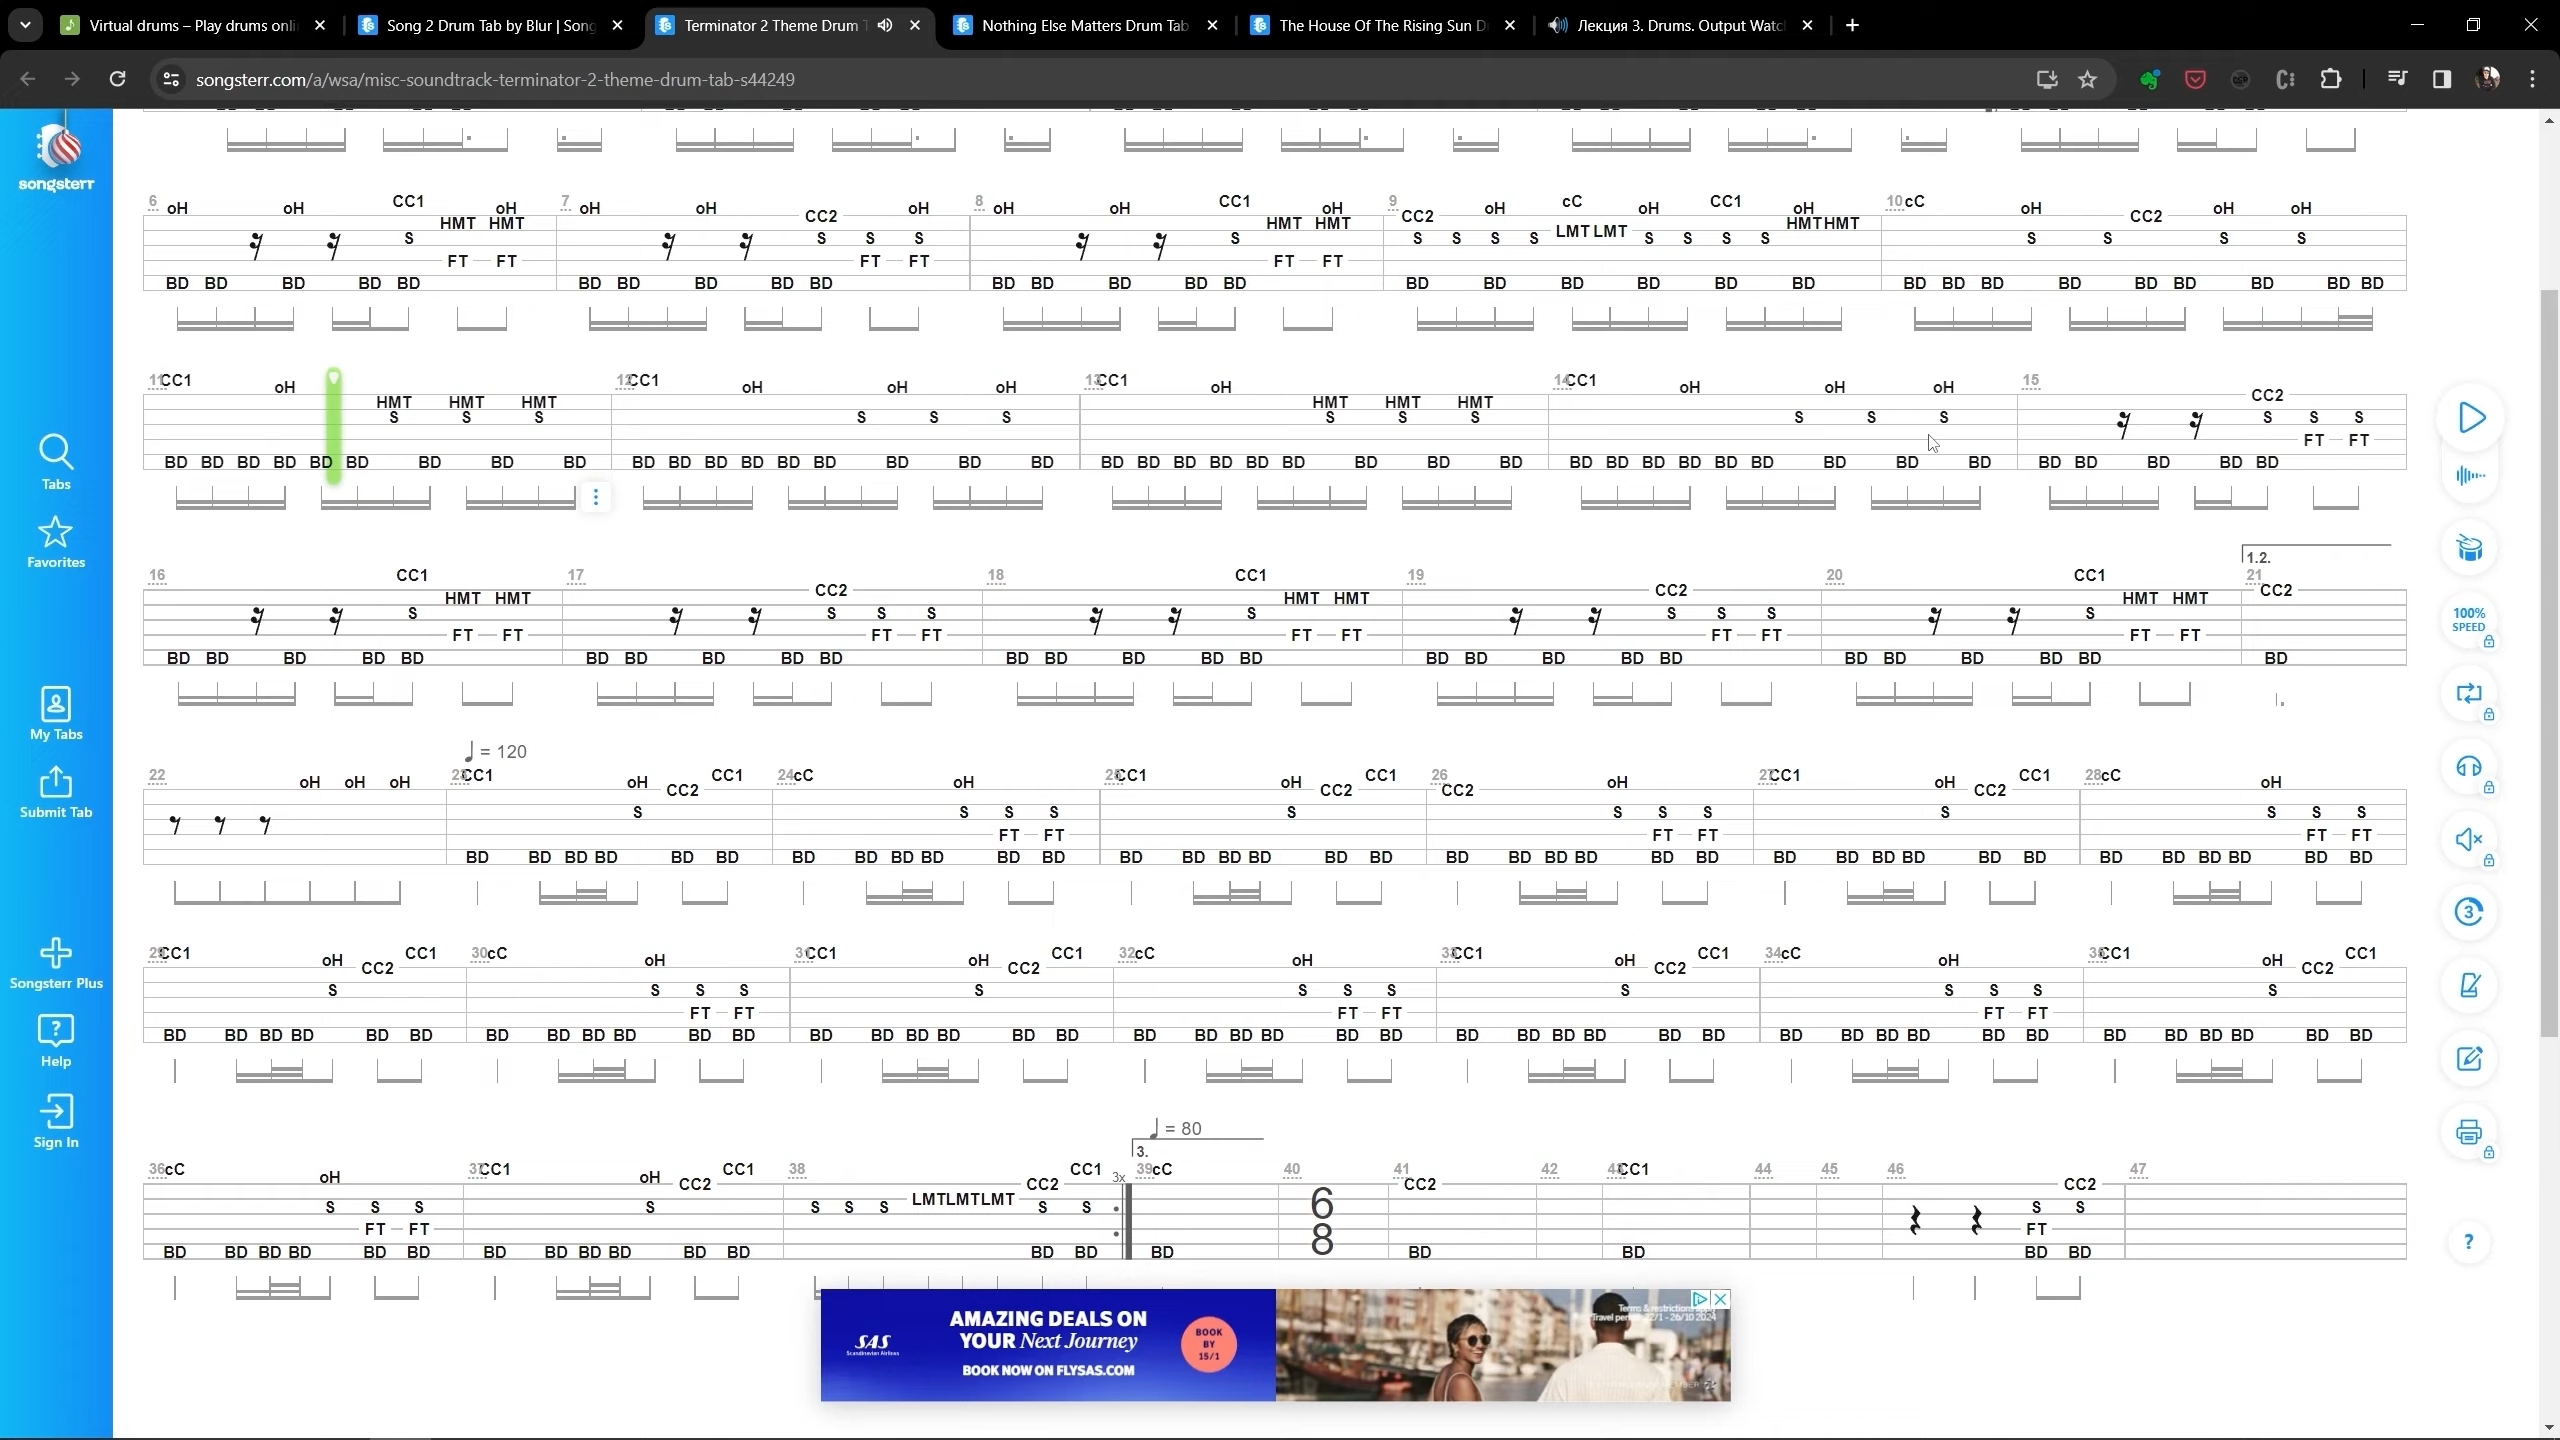 Virtual drums – Play drums onli
Song 2 Drum Tab by Blur | Song
Terminator 2 Theme Drum T
Nothing Else Matters Drum Tab
The House Of The Rising Sun D
Лекция 3. Drums. Output Watc
songsterr.com/a/wsa/misc-soundtrack-terminator-2-theme-drum-tab-s44249
songsterr
Tabs
Favorites
My Tabs
Submit Tab
Songsterr Plus
Help
Sign In
6 oH oH CC1 oH 7 oH oH CC2 oH 8 oH oH CC1 oH 9 CC2 oH cC oH CC1 oH 10 cC oH CC2 oH oH
HMT HMT HMT HMT HMT HMT
S S S S S S S S S LMT LMT S S S S S S S S
FT FT FT FT FT FT
BD BD BD BD BD BD BD BD BD BD BD BD BD BD BD BD BD BD BD BD BD BD BD BD BD BD BD BD BD BD
11 CC1 oH 12 CC1 oH oH oH 13 CC1 oH 14 CC1 oH oH oH 15 CC2
HMT HMT HMT HMT HMT HMT
S S S S S S S S S S S S S S S
FT FT
BD BD BD BD BD BD BD BD BD BD BD BD BD BD BD BD BD BD BD BD BD BD BD BD BD BD BD BD BD BD BD BD BD BD BD BD BD BD BD BD BD
1.2.
16 CC1 17 CC2 18 CC1 19 CC2 20 CC1 21 CC2
HMT HMT HMT HMT HMT HMT
S S S S S S S S S
FT FT FT FT FT FT FT FT FT FT
BD BD BD BD BD BD BD BD BD BD BD BD BD BD BD BD BD BD BD BD BD BD BD BD BD BD
= 120
22 oH oH oH 23 CC1 oH CC2 CC1 24 cC oH 25 CC1 oH CC2 CC1 26 CC2 oH 27 CC1 oH CC2 CC1 28 cC oH
S S S S S S S S S S S S
FT FT FT FT FT FT
BD BD BD BD BD BD BD BD BD BD BD BD BD BD BD BD BD BD BD BD BD BD BD BD BD BD BD BD BD BD BD BD BD BD BD BD
29 CC1 oH CC2 CC1 30 cC oH 31 CC1 oH CC2 CC1 32 cC oH 33 CC1 oH CC2 CC1 34 cC oH 35 CC1 oH CC2 CC1
S S S S S S S S S S S S S
FT FT FT FT FT FT
BD BD BD BD BD BD BD BD BD BD BD BD BD BD BD BD BD BD BD BD BD BD BD BD BD BD BD BD BD BD BD BD BD BD BD BD BD BD BD BD BD BD
= 80
3.
36 cC oH 37 CC1 oH CC2 CC1 38 CC2 CC1 3x 39 cC 40 41 CC2 42 43 CC1 44 45 46 CC2 47
S S S S S S S LMT LMT LMT S S 6 8 S S
FT FT FT
BD BD BD BD BD BD BD BD BD BD BD BD BD BD BD BD BD BD BD
100%
SPEED
3
?
SAS
Scandinavian Airlines
AMAZING DEALS ON
YOUR Next Journey
BOOK NOW ON FLYSAS.COM
BOOK
BY
15/1